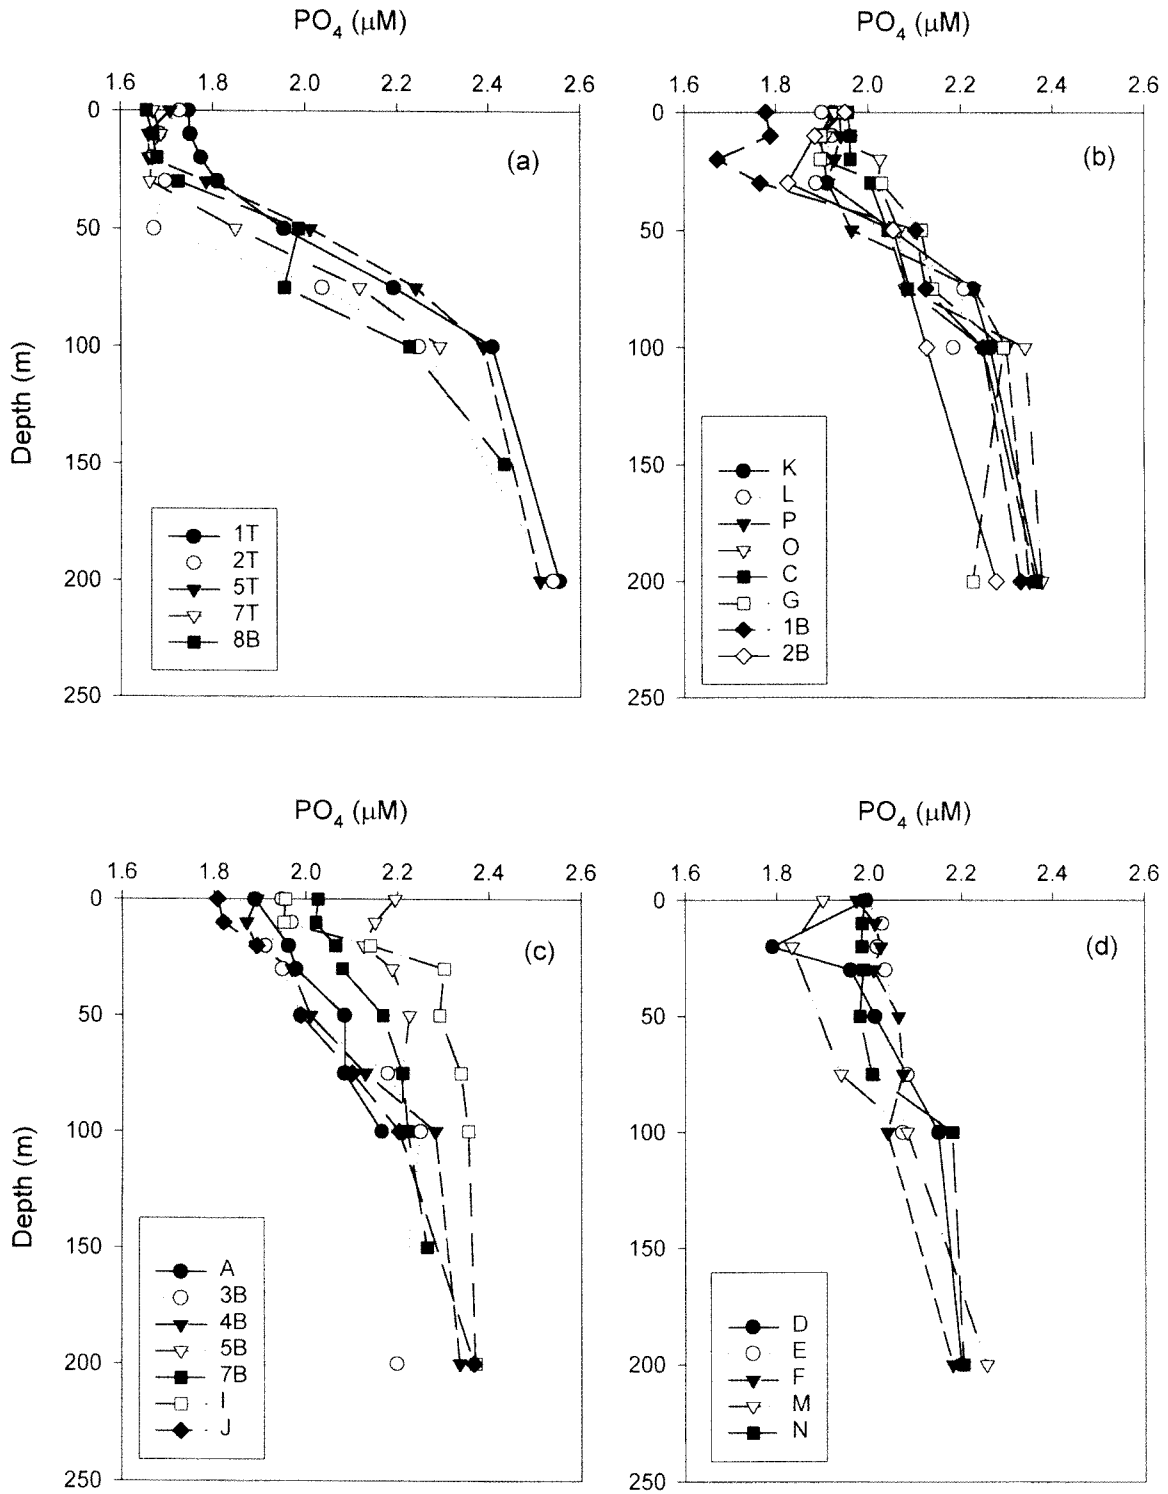 PO4 (μM)
1.6 1.8 2.0 2.2 2.4 2.6
0
50
100
150
200
250
Depth (m)
(a)
1T
2T
5T
7T
8B
PO4 (μM)
1.6 1.8 2.0 2.2 2.4 2.6
0
50
100
150
200
250
(b)
K
L
P
O
C
G
1B
2B
PO4 (μM)
1.6 1.8 2.0 2.2 2.4 2.6
0
50
100
150
200
250
Depth (m)
(c)
A
3B
4B
5B
7B
I
J
PO4 (μM)
1.6 1.8 2.0 2.2 2.4 2.6
0
50
100
150
200
250
(d)
D
E
F
M
N